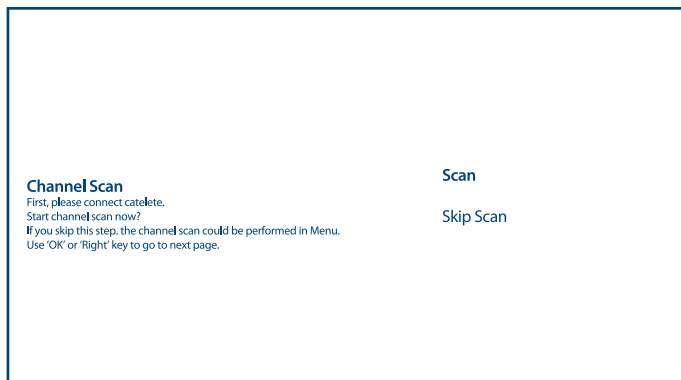 Channel Scan
First, please connect catelete.
Start channel scan now?
If you skip this step. the channel scan could be performed in Menu.
Use ‘OK’ or ‘Right’ key to go to next page.
Scan
Skip Scan